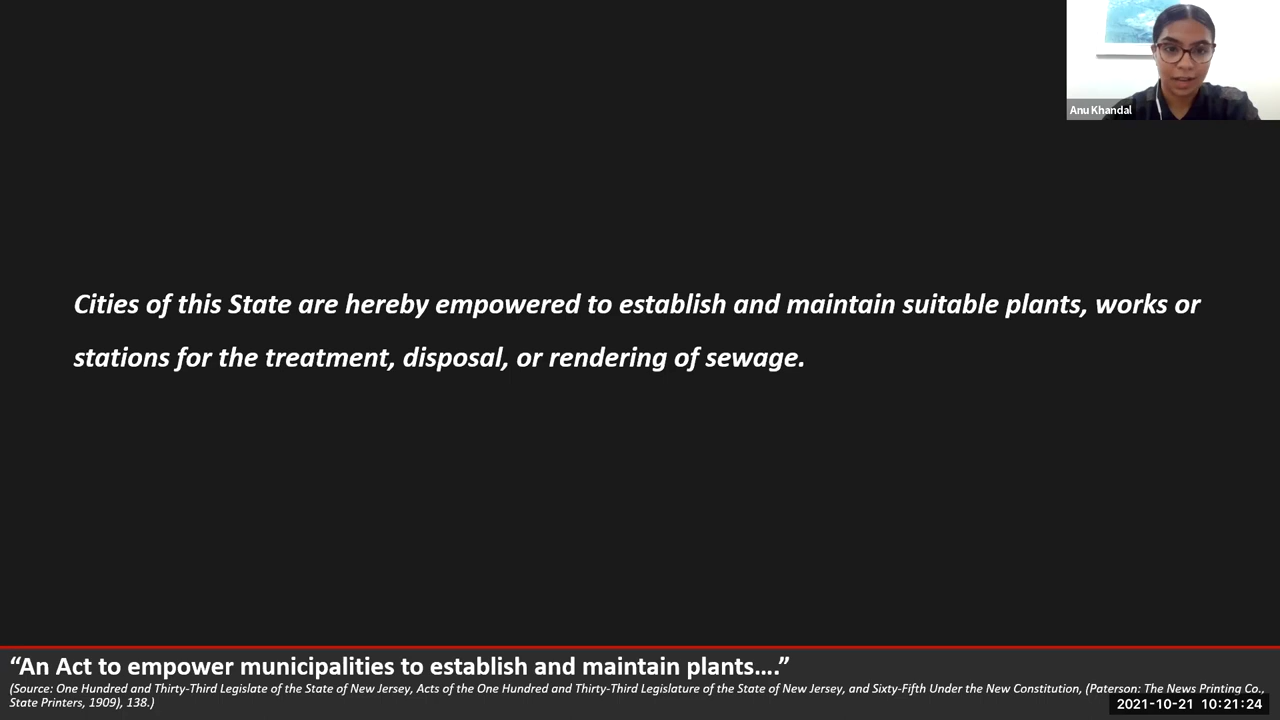 Anu Khandal
Cities of this State are hereby empowered to establish and maintain suitable plants, works or
stations for the treatment, disposal, or rendering of sewage.
“An Act to empower municipalities to establish and maintain plants….”
(Source: One Hundred and Thirty-Third Legislate of the State of New Jersey, Acts of the One Hundred and Thirty-Third Legislature of the State of New Jersey, and Sixty-Fifth Under the New Constitution, (Paterson: The News Printing Co.,
State Printers, 1909), 138.)
2021-10-21 10:21:24